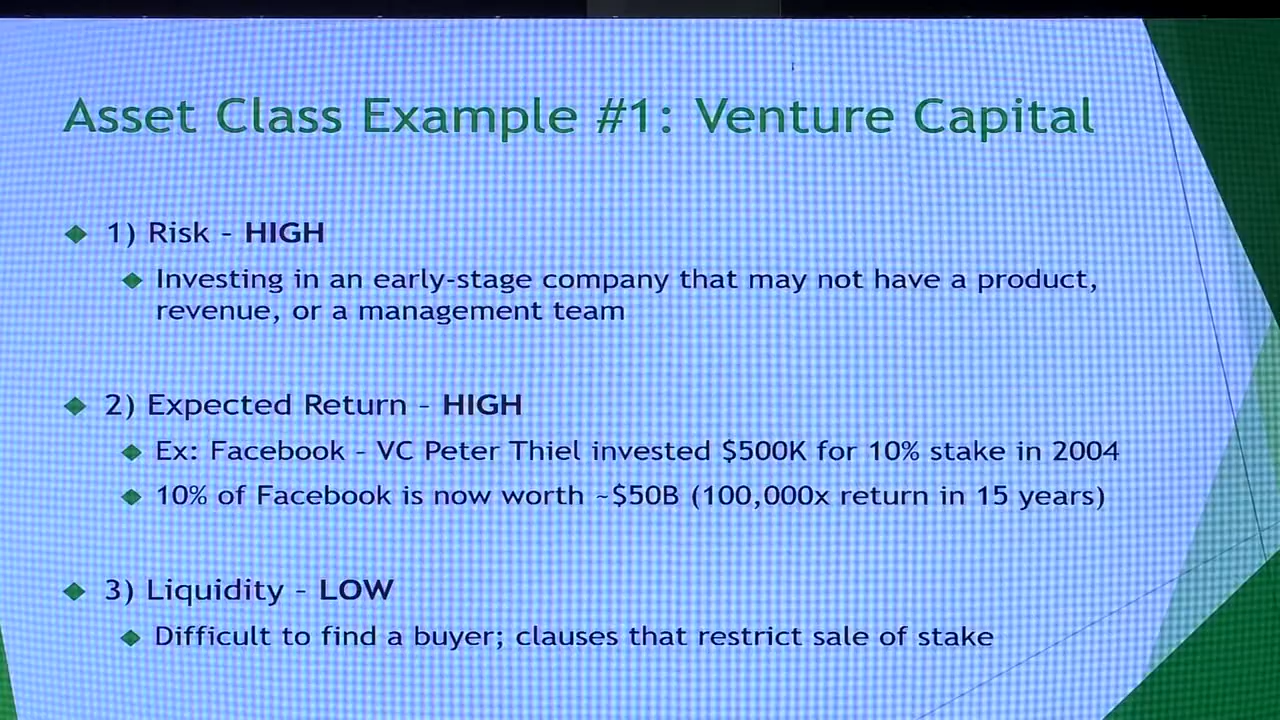 Asset Class Example #1: Venture Capital
1) Risk - HIGH
Investing in an early-stage company that may not have a product,
revenue, or a management team
2) Expected Return - HIGH
Ex: Facebook - VC Peter Thiel invested $500K for 10% stake in 2004
10% of Facebook is now worth ~$50B (100,000x return in 15 years)
3) Liquidity - LOW
Difficult to find a buyer; clauses that restrict sale of stake